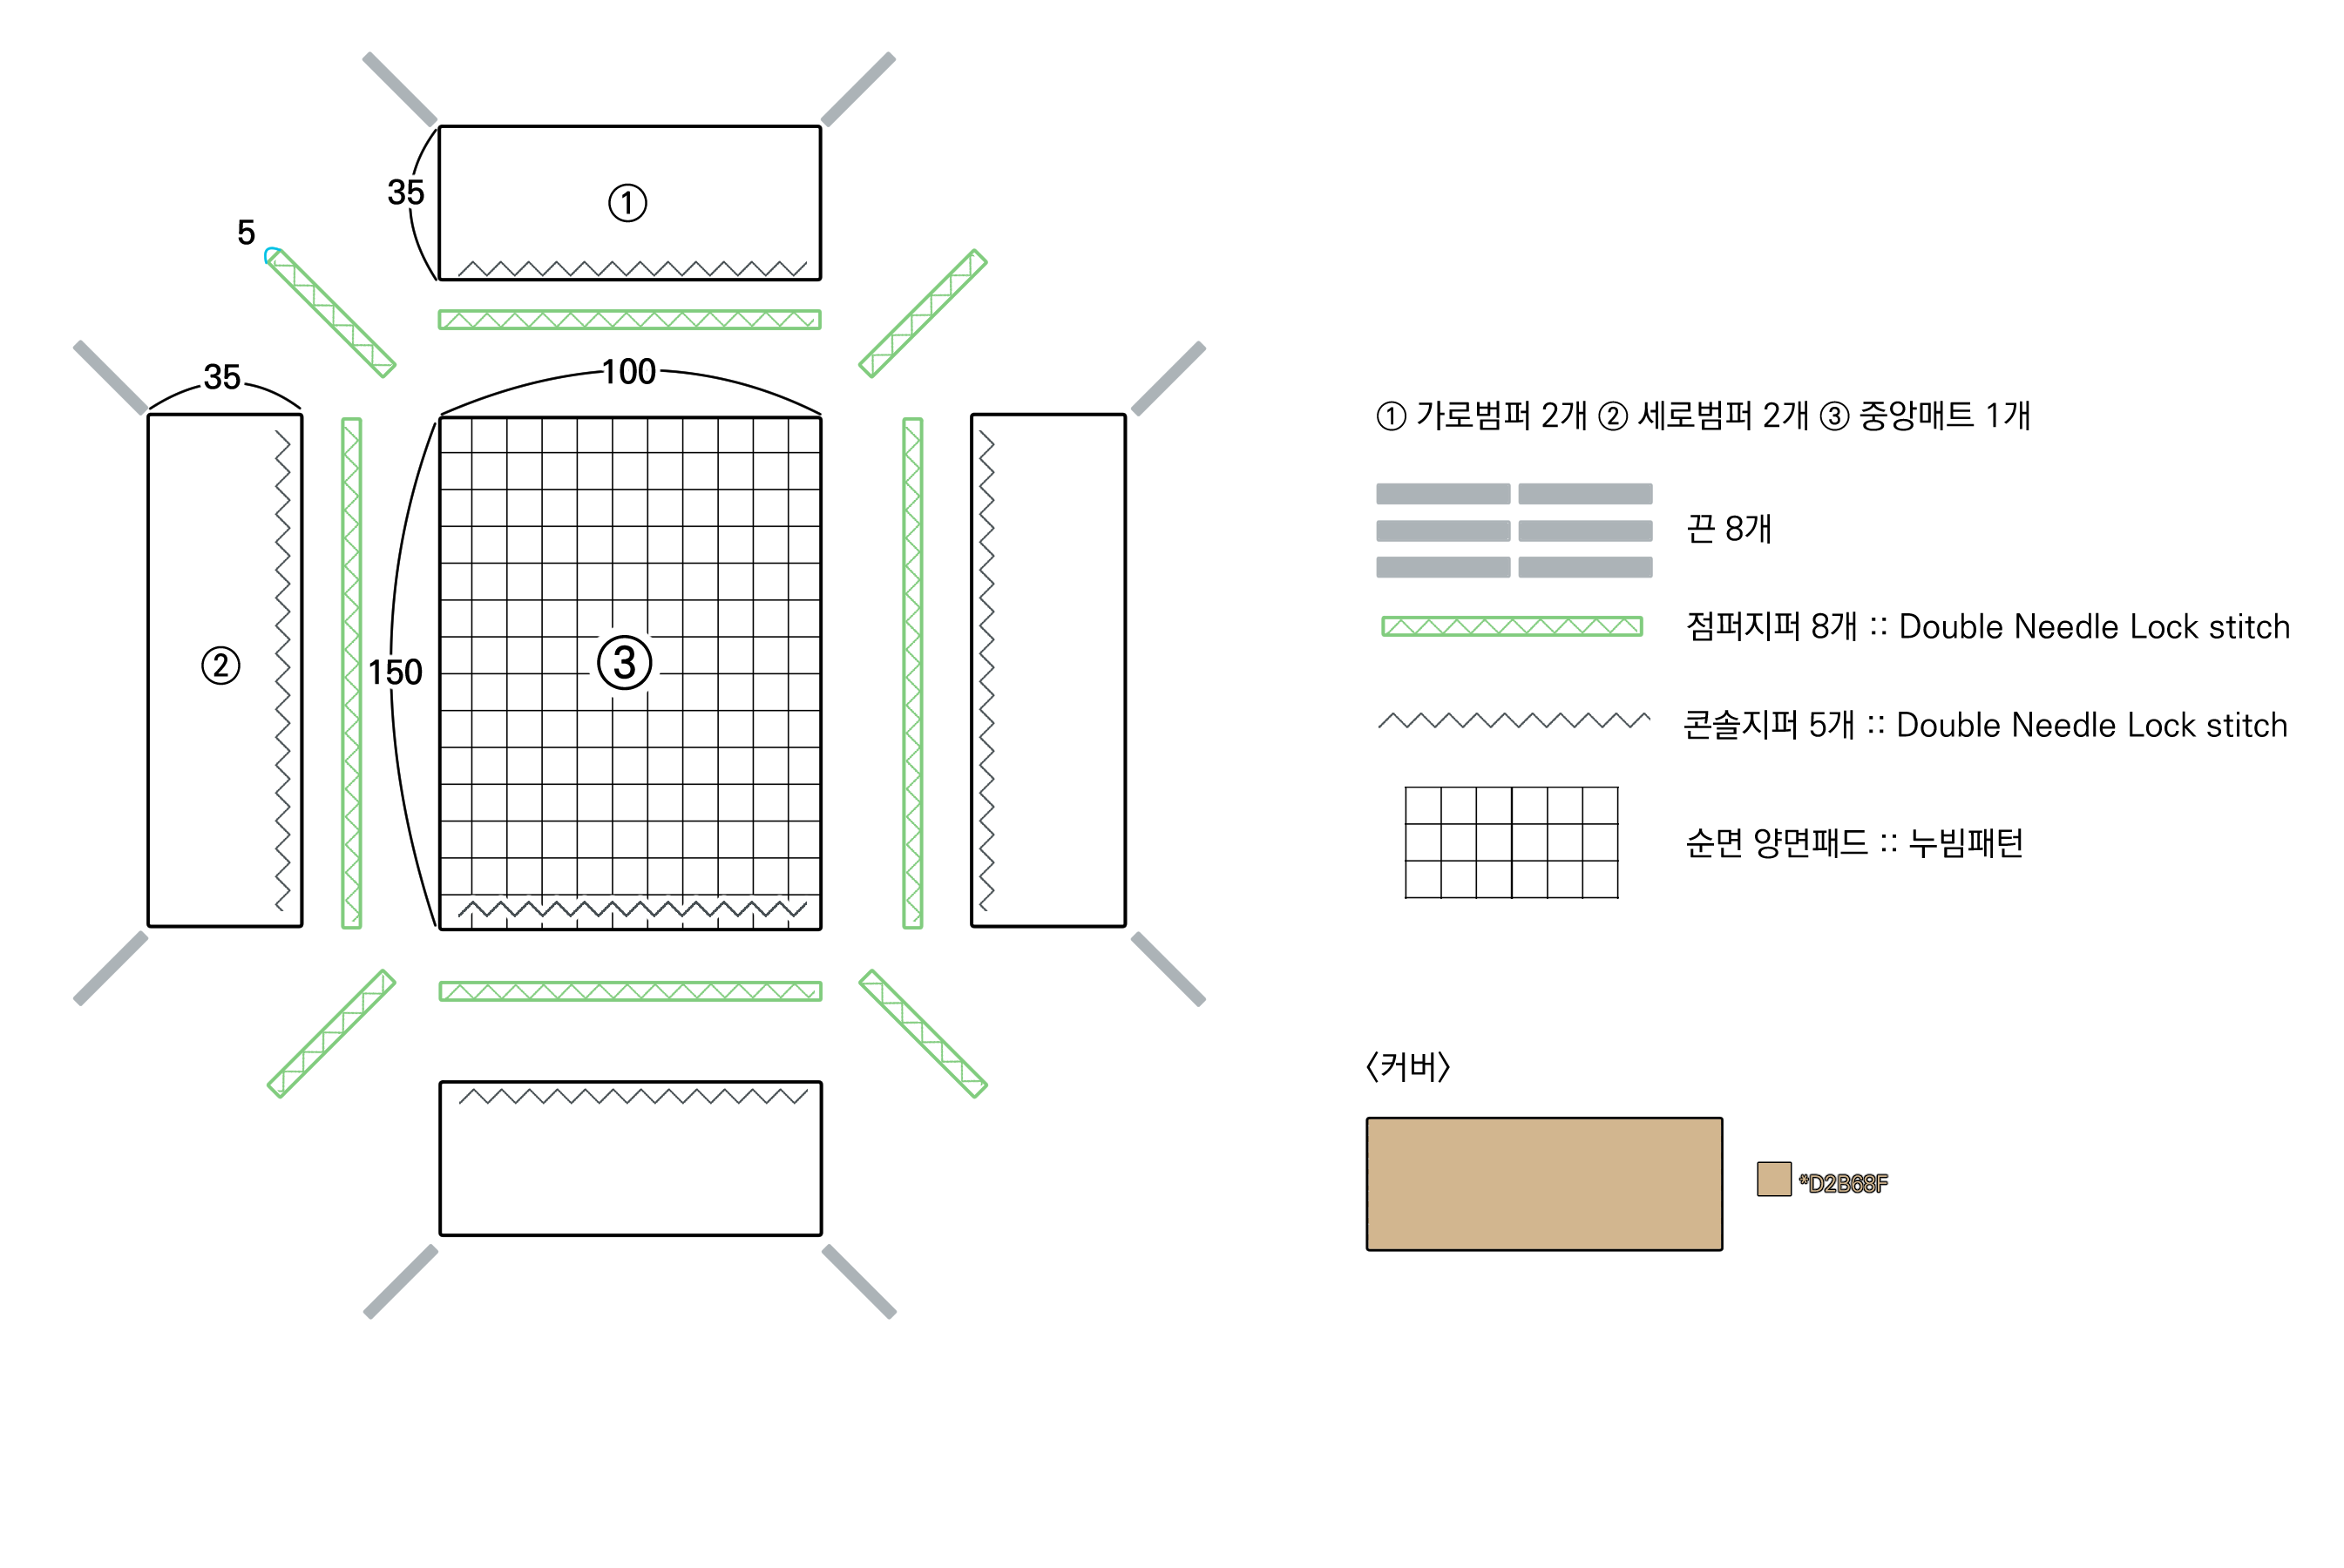 35
①
5
35
100
②
150
③
① 가로범퍼 2개 ② 세로범퍼 2개 ③ 중앙매트 1개
끈 8개
점퍼지퍼 8개 :: Double Needle Lock stitch
콘솔지퍼 5개 :: Double Needle Lock stitch
수면 양면패드 :: 누빔패턴
〈커버〉
*D2B68F